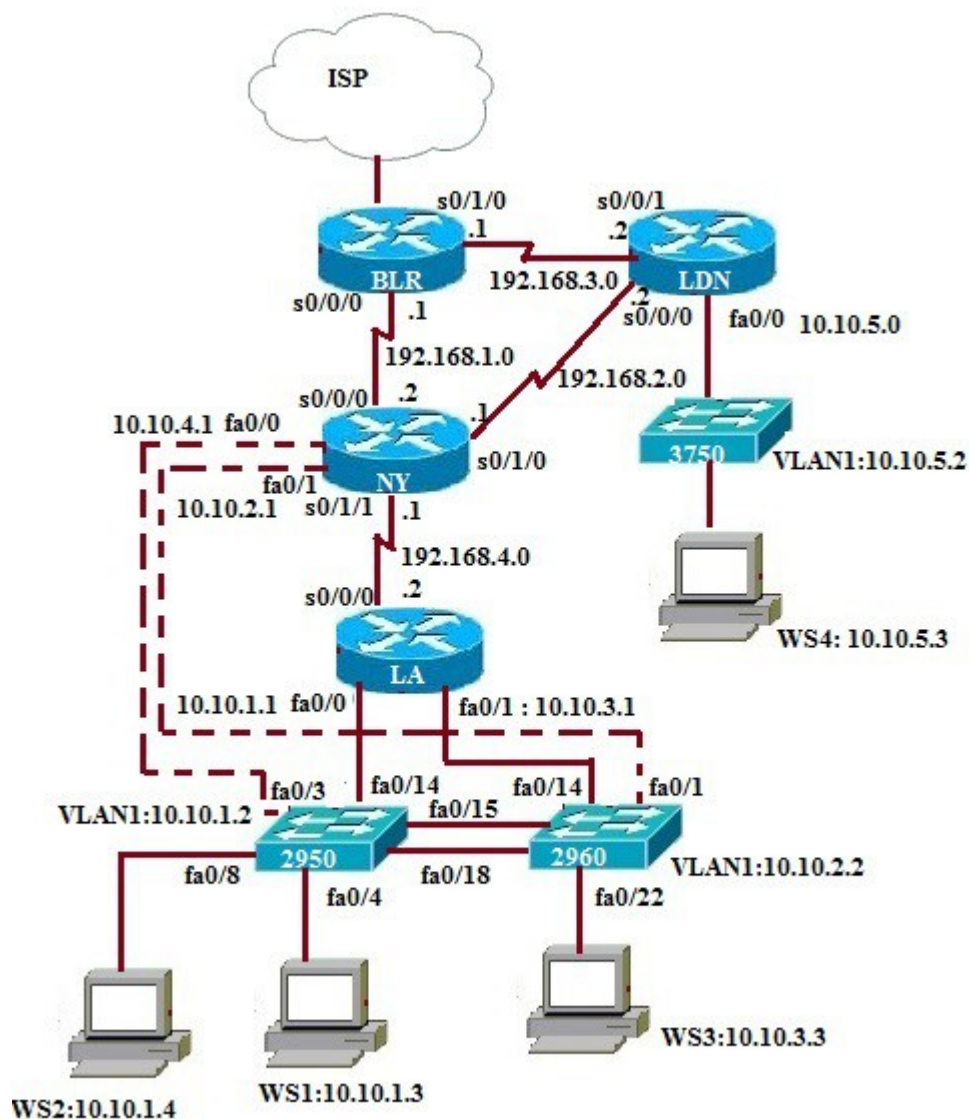 ISP
s0/1/0
s0/0/1
.1
.2
BLR
192.168.3.0
LDN
.2
s0/0/0
.1
s0/0/0
fa0/0
10.10.5.0
192.168.1.0
192.168.2.0
s0/0/0
.2
.1
10.10.4.1 fa0/0
3750
VLAN1:10.10.5.2
s0/1/0
fa0/1
NY
10.10.2.1
s0/1/1
.1
192.168.4.0
.2
s0/0/0
WS4: 10.10.5.3
LA
10.10.1.1 fa0/0
fa0/1 : 10.10.3.1
fa0/3
fa0/14
fa0/14
fa0/1
VLAN1:10.10.1.2
fa0/15
2950
2960
fa0/8
fa0/18
VLAN1:10.10.2.2
fa0/4
fa0/22
WS3:10.10.3.3
WS1:10.10.1.3
WS2:10.10.1.4